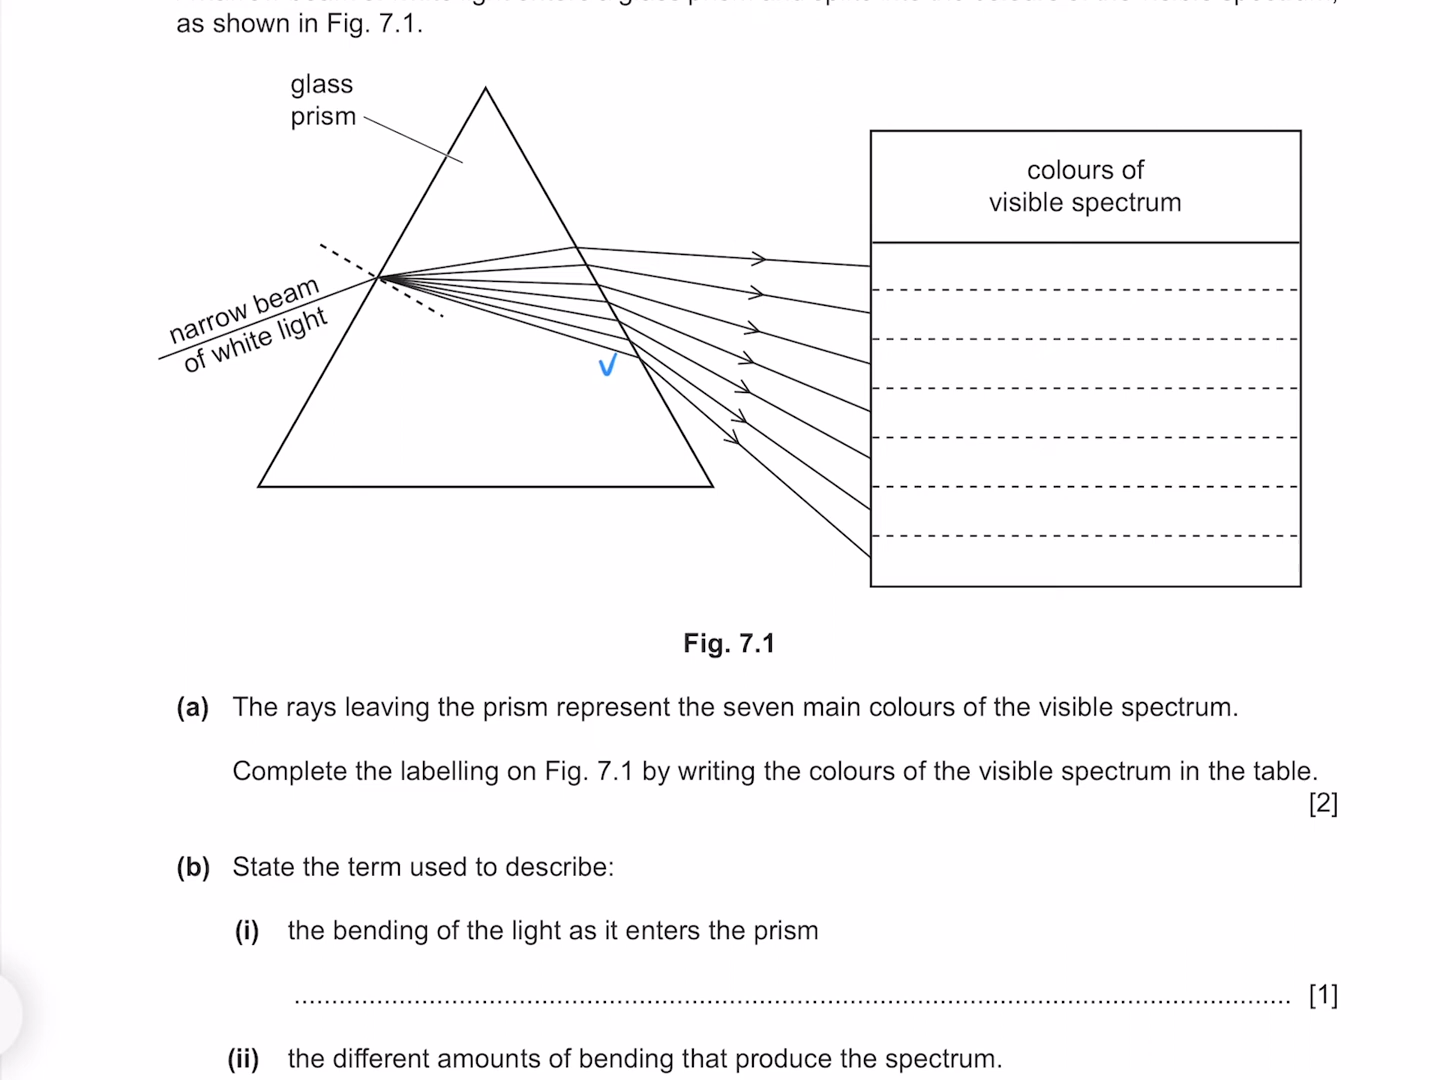 as shown in Fig. 7.1.
glass
prism
colours of
visible spectrum
narrow beam
of white light
Fig. 7.1
(a) The rays leaving the prism represent the seven main colours of the visible spectrum.
Complete the labelling on Fig. 7.1 by writing the colours of the visible spectrum in the table.
[2]
(b) State the term used to describe:
(i) the bending of the light as it enters the prism
[1]
(ii) the different amounts of bending that produce the spectrum.